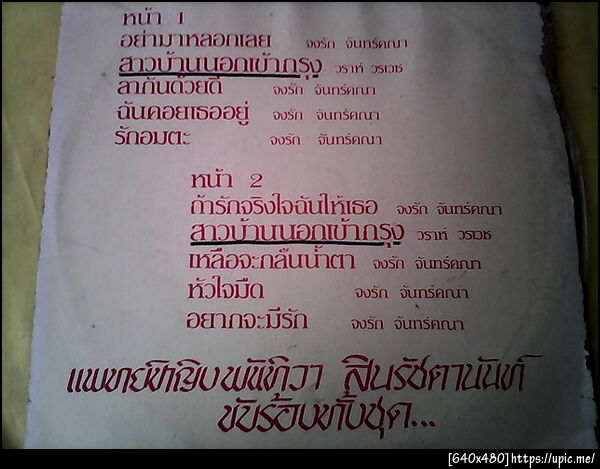 หน้า 1
อย่ามาหลอกเลย จงรัก จันทร์คณา
สาวบ้านนอกเข้ากรุง วราห์ วรเวช
ลากันด้วยดี จงรัก จันทร์คณา
ฉันคอยเธออยู่ จงรัก จันทร์คณา
รักอมตะ จงรัก จันทร์คณา
หน้า 2
ถ้ารักจริงใจฉันให้เธอ จงรัก จันทร์คณา
สาวบ้านนอกเข้ากรุง วราห์ วรเวช
เหลือจะกลืนน้ำตา จงรัก จันทร์คณา
หัวใจมืด จงรัก จันทร์คณา
อยากจะมีรัก จงรัก จันทร์คณา
แพทย์หญิงพันทิวา สินรัชตานันท์
ขับร้องทั้งชุด...
[640x480]https://upic.me/